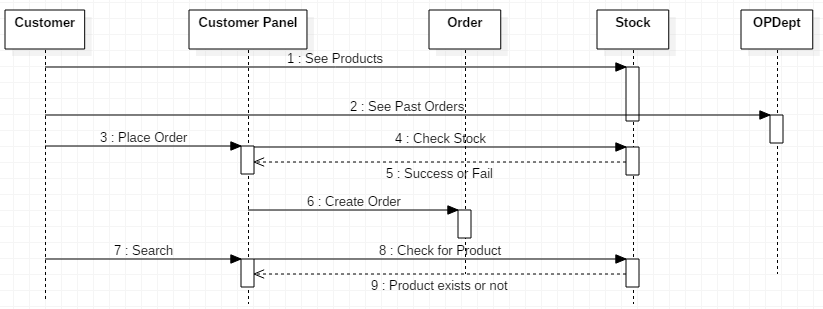 Customer
Customer Panel
Order
Stock
OPDept
1 : See Products
2 : See Past Orders
3 : Place Order
4 : Check Stock
5 : Success or Fail
6 : Create Order
7 : Search
8 : Check for Product
9 : Product exists or not